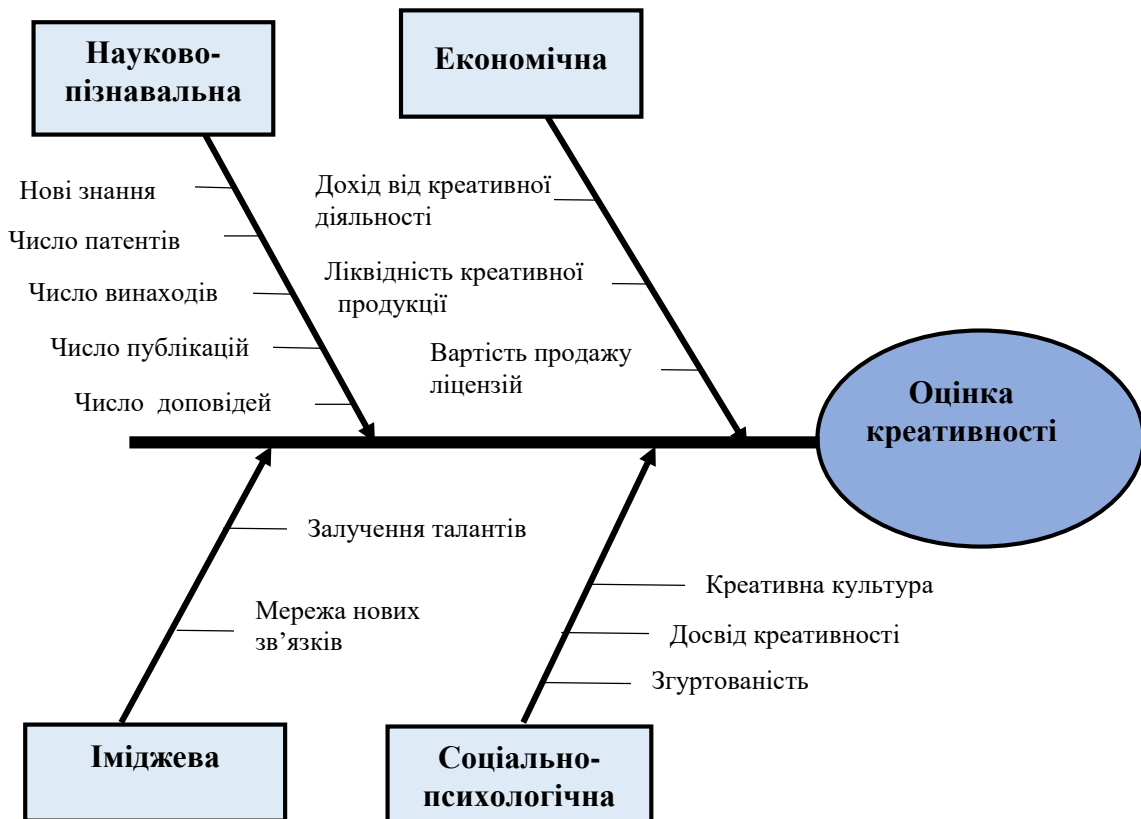 Науково-
пізнавальна
Економічна
Нові знання
Число патентів
Число винаходів
Число публікацій
Число доповідей
Дохід від креативної
діяльності
Ліквідність креативної
продукції
Вартість продажу
ліцензій
Оцінка
креативності
Залучення талантів
Мережа нових
зв’язків
Креативна культура
Досвід креативності
Згуртованість
Іміджева
Соціально-
психологічна